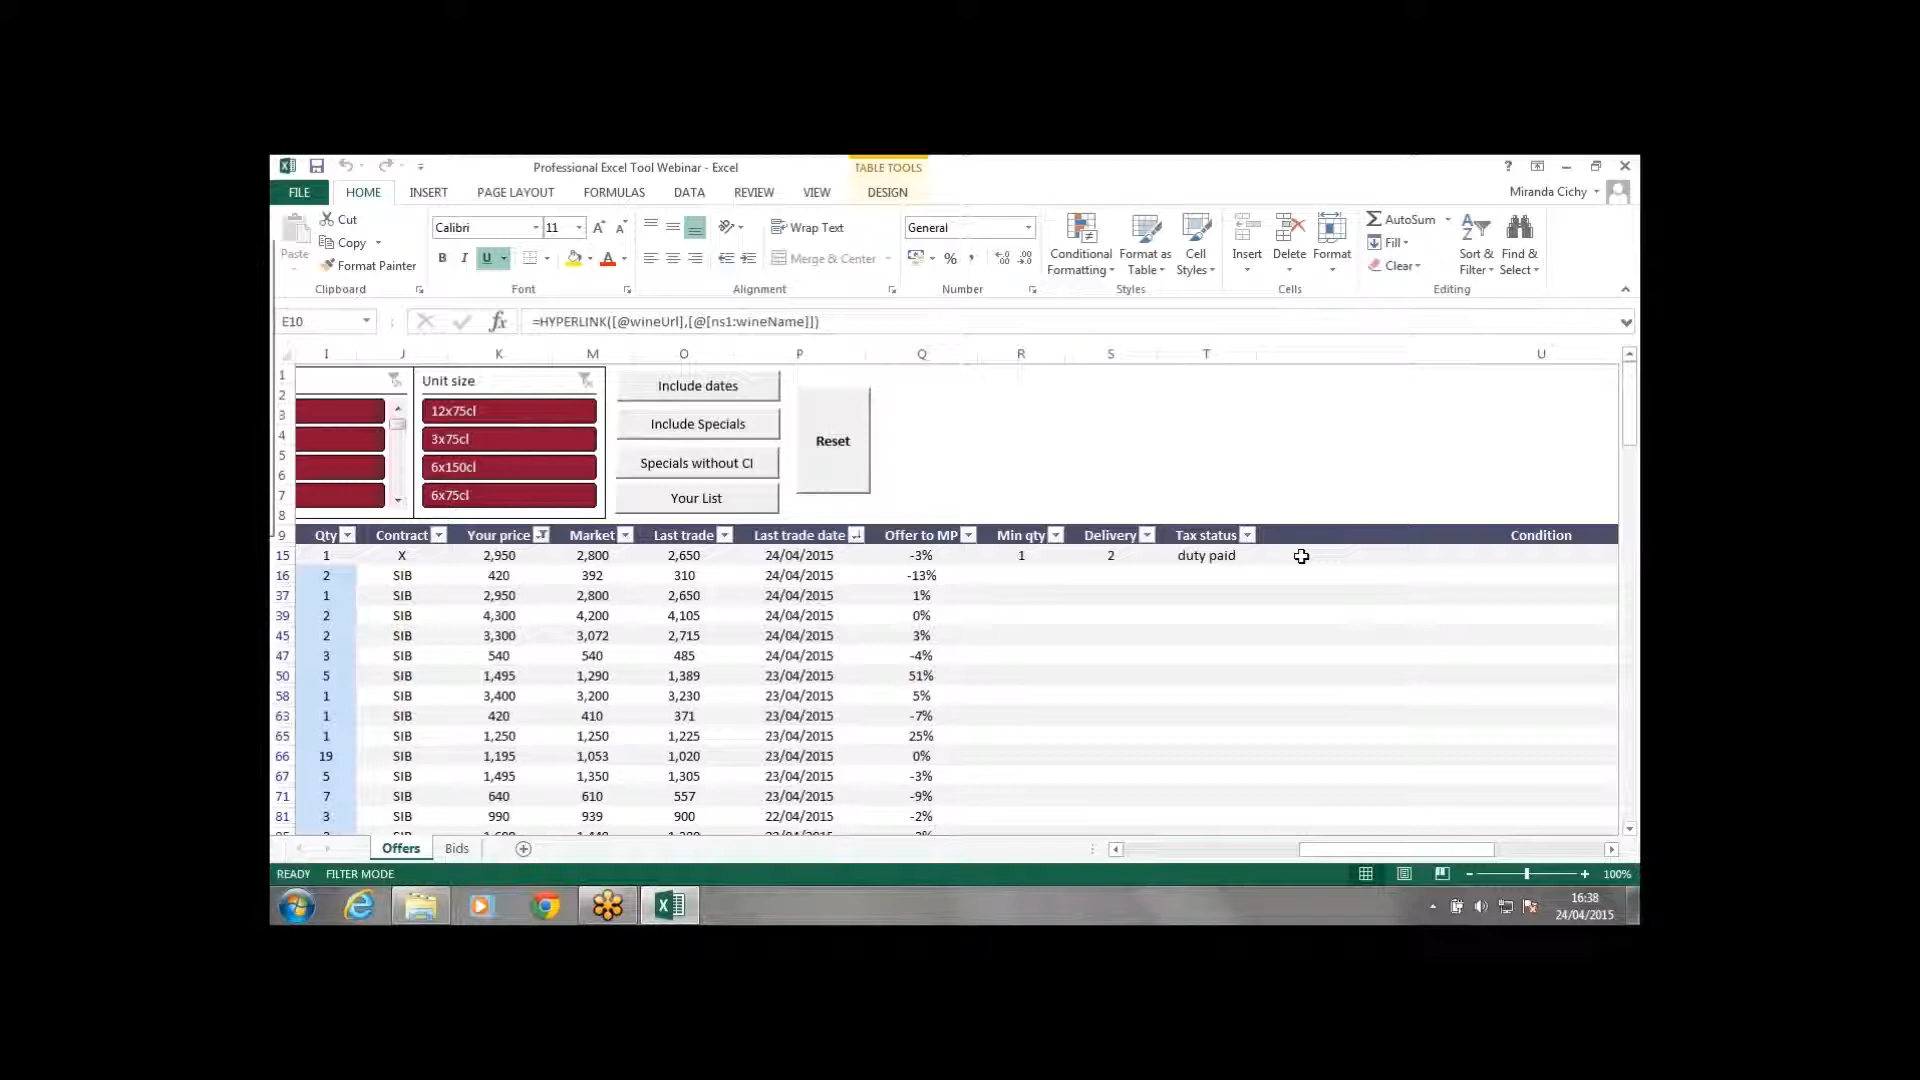 Professional Excel Tool Webinar - Excel
TABLE TOOLS
?
FILE HOME INSERT PAGE LAYOUT FORMULAS DATA REVIEW VIEW DESIGN
Miranda Cichy
Paste
Cut
Copy
Format Painter
Clipboard
Calibri 11
B I U
Font
Wrap Text
Merge & Center
Alignment
General
Number
Conditional Formatting
Format as Table
Cell Styles
Styles
Insert Delete Format
Cells
AutoSum
Fill
Clear
Sort & Filter
Find & Select
Editing
E10 fx =HYPERLINK([@wineUrl],[@[ns1:wineName]])
I J K M O P Q R S T U
1
2
3
4
5
6
7
8
Unit size
12x75cl
3x75cl
6x150cl
6x75cl
Include dates
Include Specials
Specials without CI
Your List
Reset
9 Qty Contract Your price Market Last trade Last trade date Offer to MP Min qty Delivery Tax status Condition
15 1 X 2,950 2,800 2,650 24/04/2015 -3% 1 2 duty paid
16 2 SIB 420 392 310 24/04/2015 -13%
37 1 SIB 2,950 2,800 2,650 24/04/2015 1%
39 2 SIB 4,300 4,200 4,105 24/04/2015 0%
45 2 SIB 3,300 3,072 2,715 24/04/2015 3%
47 3 SIB 540 540 485 24/04/2015 -4%
50 5 SIB 1,495 1,290 1,389 23/04/2015 51%
58 1 SIB 3,400 3,200 3,230 23/04/2015 5%
63 1 SIB 420 410 371 23/04/2015 -7%
65 1 SIB 1,250 1,250 1,225 23/04/2015 25%
66 19 SIB 1,195 1,053 1,020 23/04/2015 0%
67 5 SIB 1,495 1,350 1,305 23/04/2015 -3%
71 7 SIB 640 610 557 23/04/2015 -9%
81 3 SIB 990 939 900 22/04/2015 -2%
Offers Bids
READY FILTER MODE
100%
16:38
24/04/2015